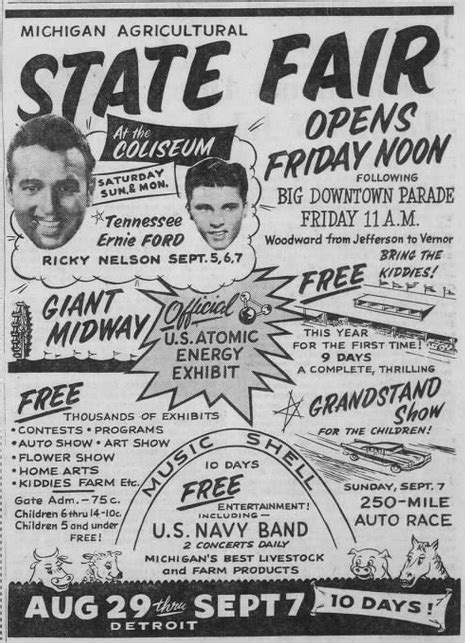 MICHIGAN AGRICULTURAL
STATE FAIR
OPENS
FRIDAY NOON
FOLLOWING
BIG DOWNTOWN PARADE
FRIDAY 11 A.M.
Woodward from Jefferson to Vernor
At the
COLISEUM
SATURDAY
SUN. & MON.
Tennessee
Ernie FORD
RICKY NELSON SEPT. 5,6,7
BRING THE
KIDDIES!
FREE
THIS YEAR
FOR THE FIRST TIME!
9 DAYS
A COMPLETE, THRILLING
GRANDSTAND
Show
FOR THE CHILDREN!
GIANT
MIDWAY
Official
U.S. ATOMIC
ENERGY
EXHIBIT
FREE
THOUSANDS OF EXHIBITS
• CONTESTS • PROGRAMS
• AUTO SHOW • ART SHOW
• FLOWER SHOW
• HOME ARTS
• KIDDIES FARM Etc.
Gate Adm. – 75c.
Children 6 thru 14-10c.
Children 5 and under
FREE!
MUSIC SHELL
10 DAYS
FREE
ENTERTAINMENT!
INCLUDING —
U.S. NAVY BAND
2 CONCERTS DAILY
MICHIGAN'S BEST LIVESTOCK
and FARM PRODUCTS
SUNDAY, SEPT. 7
250-MILE
AUTO RACE
AUG 29 thru SEPT 7
10 DAYS!
DETROIT